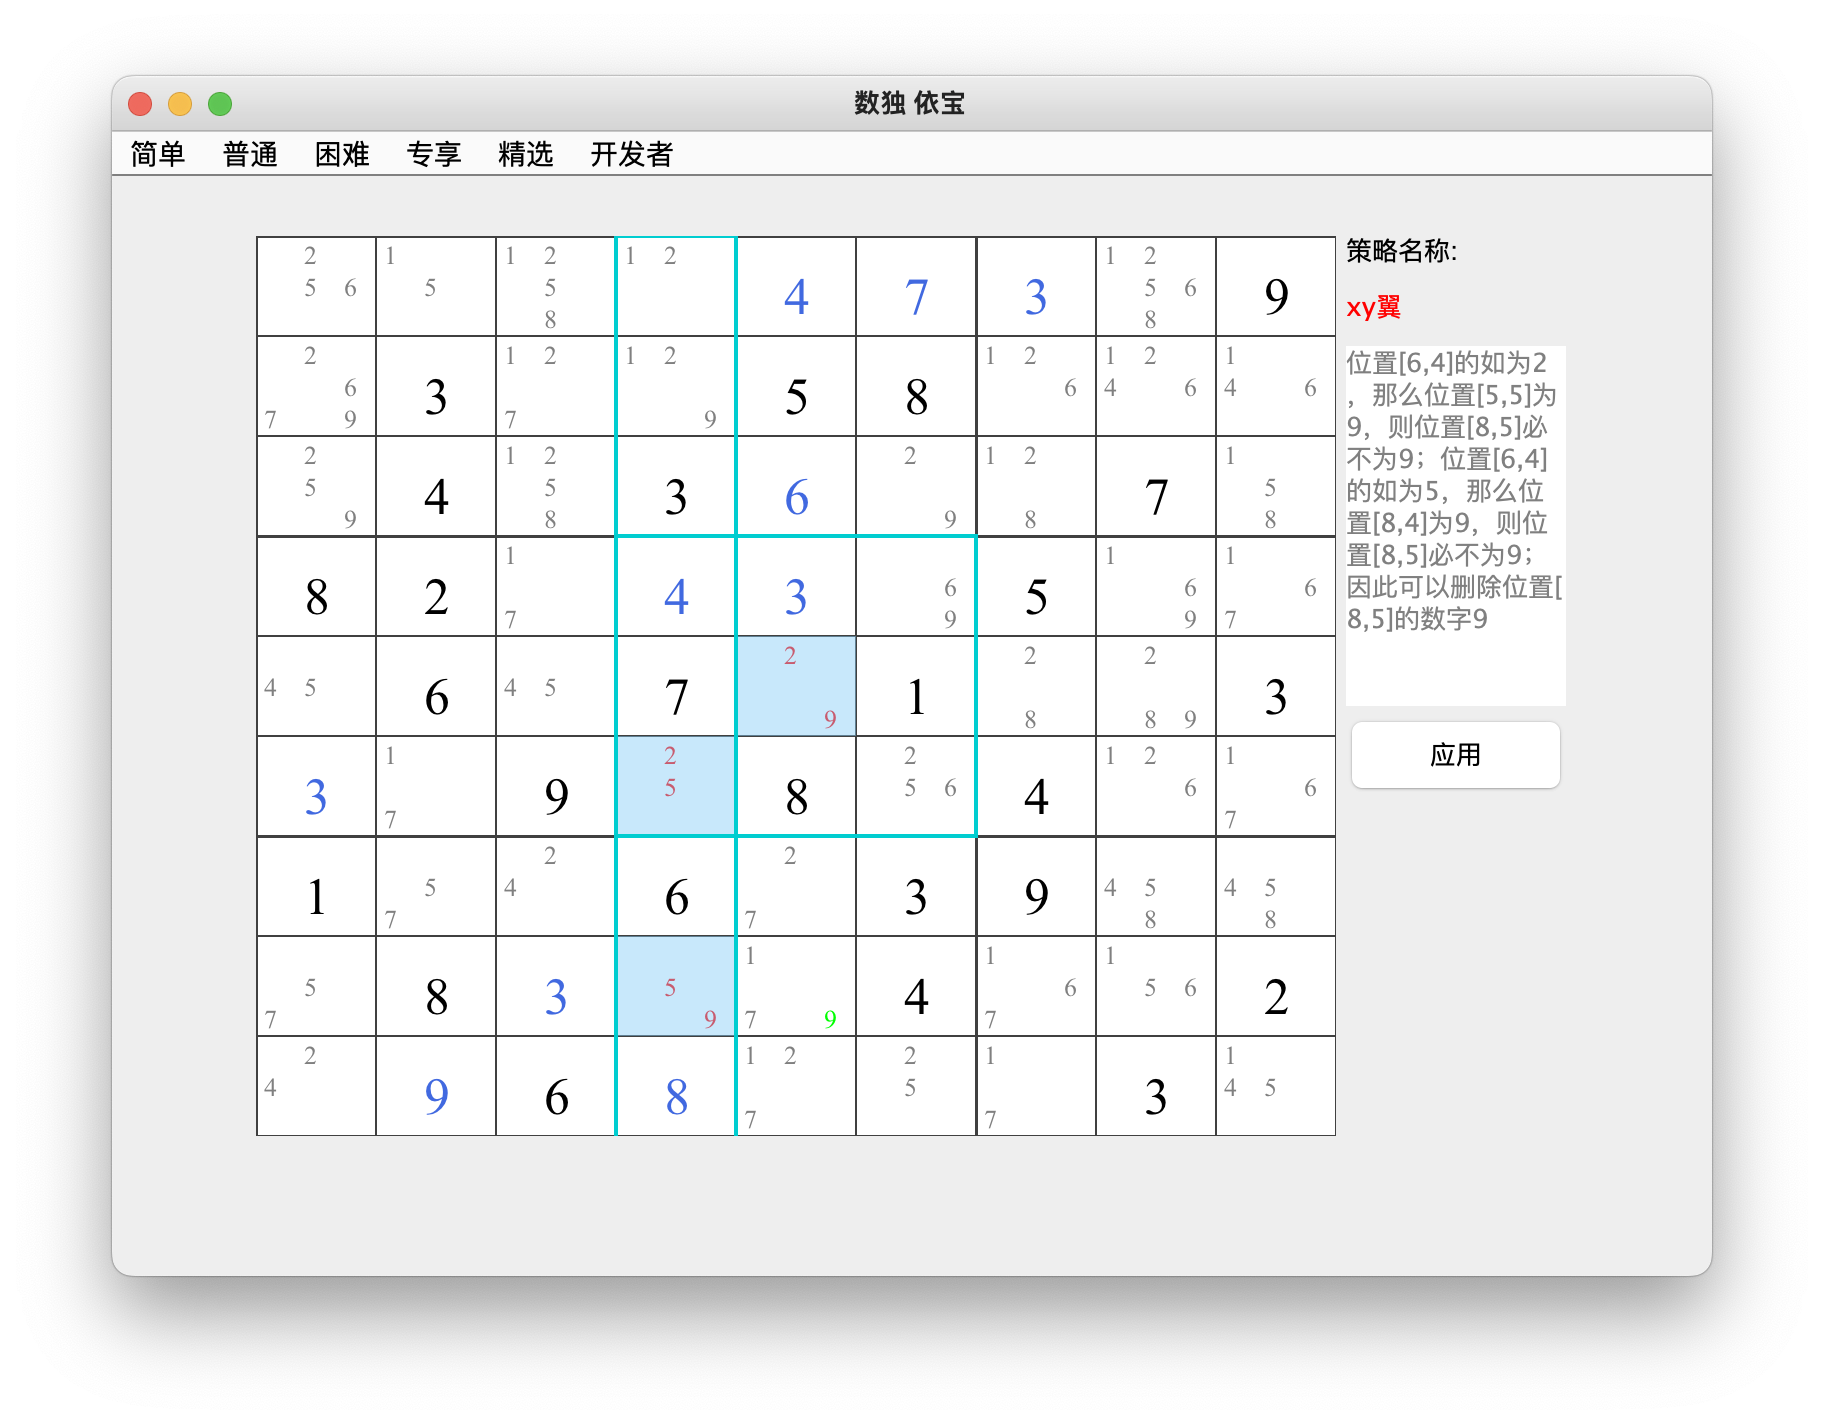 数独 依宝
简单 普通 困难 专享 精选 开发者
2 1 1 2 1 2 1 2
5 6 5 5 4 7 3 5 6 9
8 8
2 1 2 1 2 1 2 1 2 1
6 3 5 8 6 4 6 4 6
7 9 7 9
2 1 2 2 1 2 1
5 4 5 3 6 7 5
9 8 9 8 8
1 1 1
8 2 4 3 6 5 6 6
7 9 9 7
2 2 2
4 5 6 4 5 7 1 3
9 8 8 9
1 2 2 1 2 1
3 9 5 8 5 6 4 6 6
7 7
2 2
1 5 4 6 3 9 4 5 4 5
7 7 8 8
1 1 1
5 8 3 5 4 6 5 6 2
7 9 7 9 7
2 1 2 2 1 1
4 9 6 8 5 3 4 5
7 7
策略名称:
xy翼
位置[6,4]的如为2
，那么位置[5,5]为
9，则位置[8,5]必
不为9；位置[6,4]
的如为5，那么位
置[8,4]为9，则位
置[8,5]必不为9；
因此可以删除位置[
8,5]的数字9
应用